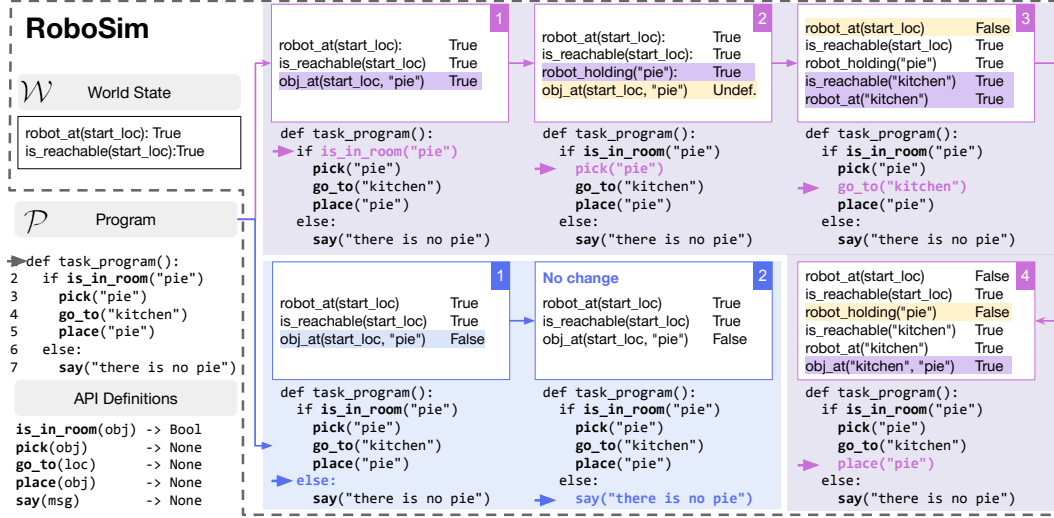 RoboSim
𝒲 World State
robot_at(start_loc): True
is_reachable(start_loc):True
𝒫 Program
def task_program():
2 if is_in_room("pie")
3 pick("pie")
4 go_to("kitchen")
5 place("pie")
6 else:
7 say("there is no pie")
API Definitions
is_in_room(obj) -> Bool
pick(obj) -> None
go_to(loc) -> None
place(obj) -> None
say(msg) -> None
1
robot_at(start_loc): True
is_reachable(start_loc) True
obj_at(start_loc, "pie") True
def task_program():
if is_in_room("pie")
pick("pie")
go_to("kitchen")
place("pie")
else:
say("there is no pie")
2
robot_at(start_loc): True
is_reachable(start_loc): True
robot_holding("pie"): True
obj_at(start_loc, "pie") Undef.
def task_program():
if is_in_room("pie")
pick("pie")
go_to("kitchen")
place("pie")
else:
say("there is no pie")
3
robot_at(start_loc) False
is_reachable(start_loc) True
robot_holding("pie") True
is_reachable("kitchen") True
robot_at("kitchen") True
def task_program():
if is_in_room("pie")
pick("pie")
go_to("kitchen")
place("pie")
else:
say("there is no pie")
1
robot_at(start_loc) True
is_reachable(start_loc) True
obj_at(start_loc, "pie") False
def task_program():
if is_in_room("pie")
pick("pie")
go_to("kitchen")
place("pie")
else:
say("there is no pie")
No change 2
robot_at(start_loc) True
is_reachable(start_loc) True
obj_at(start_loc, "pie") False
def task_program():
if is_in_room("pie")
pick("pie")
go_to("kitchen")
place("pie")
else:
say("there is no pie")
4
robot_at(start_loc) False
is_reachable(start_loc) True
robot_holding("pie") False
is_reachable("kitchen") True
robot_at("kitchen") True
obj_at("kitchen", "pie") True
def task_program():
if is_in_room("pie")
pick("pie")
go_to("kitchen")
place("pie")
else:
say("there is no pie")